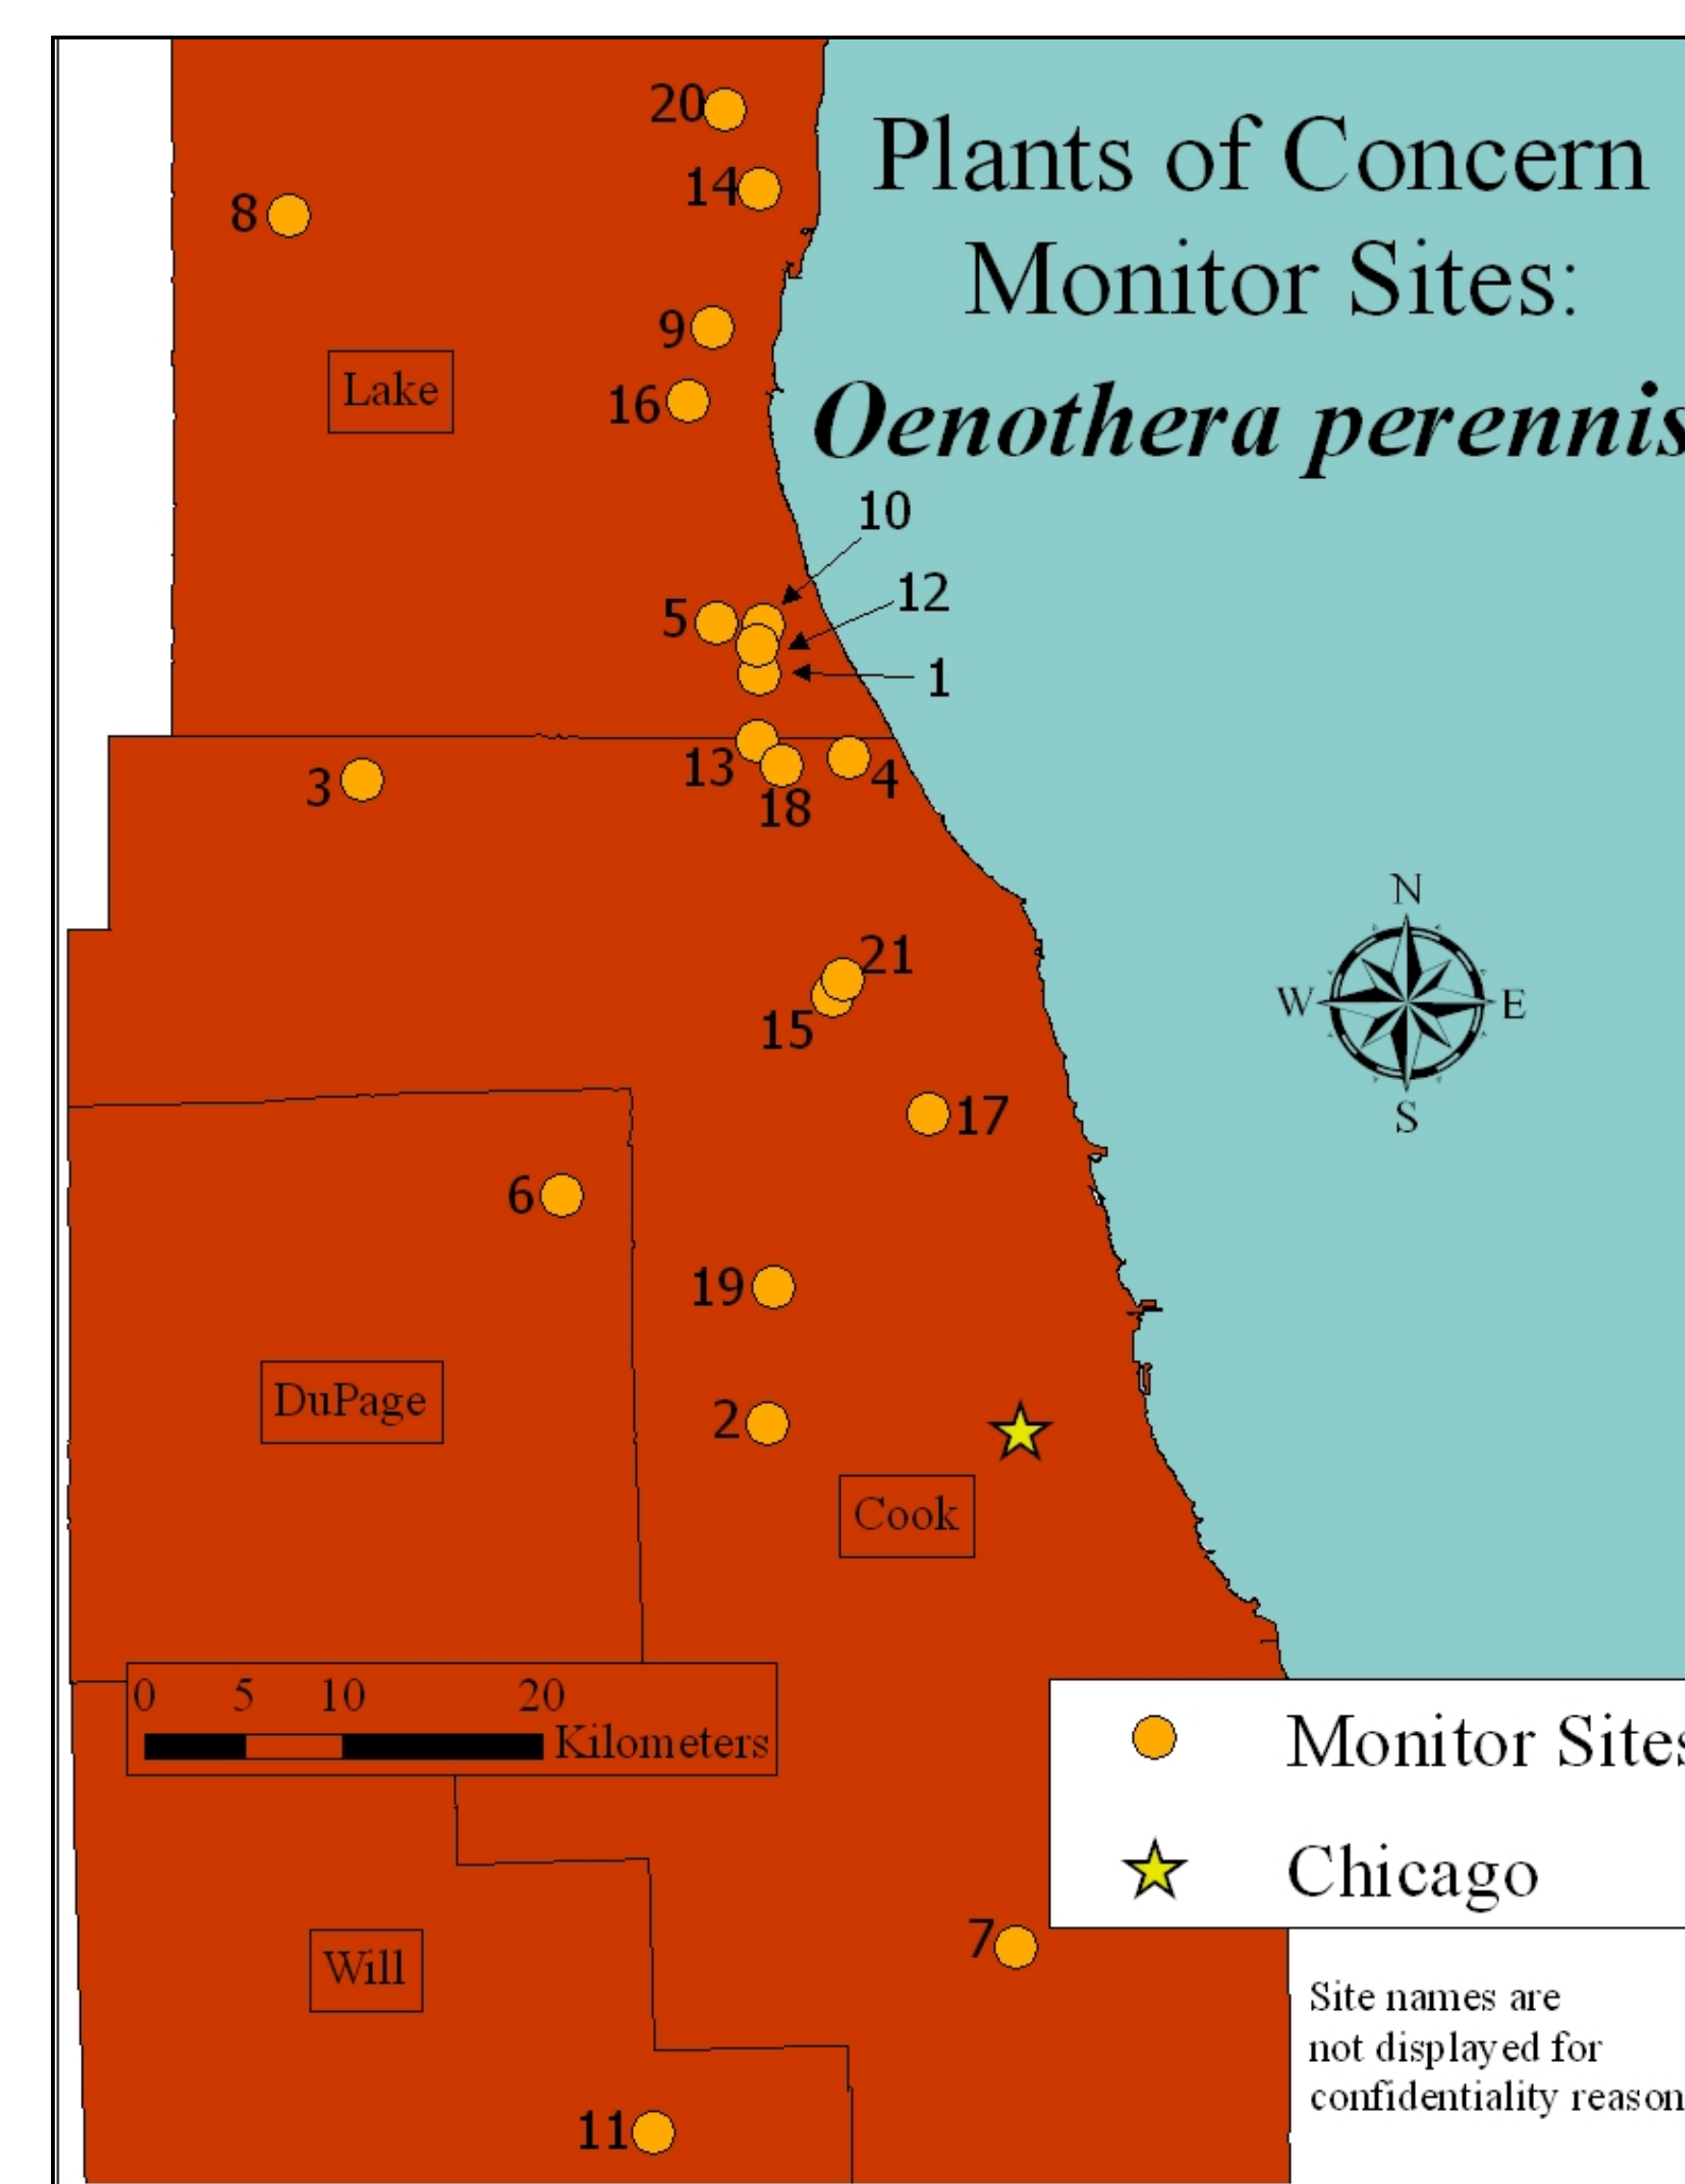 Plants of Concern
Monitor Sites:
Oenothera perennis
20
14
8
9
16
Lake
10
12
5
1
13
4
3
18
N
21
W
E
15
S
17
6
19
DuPage
2
Cook
0 5 10 20
Kilometers
Monitor Sites
Chicago
7
Will
Site names are
not displayed for
confidentiality reason
11